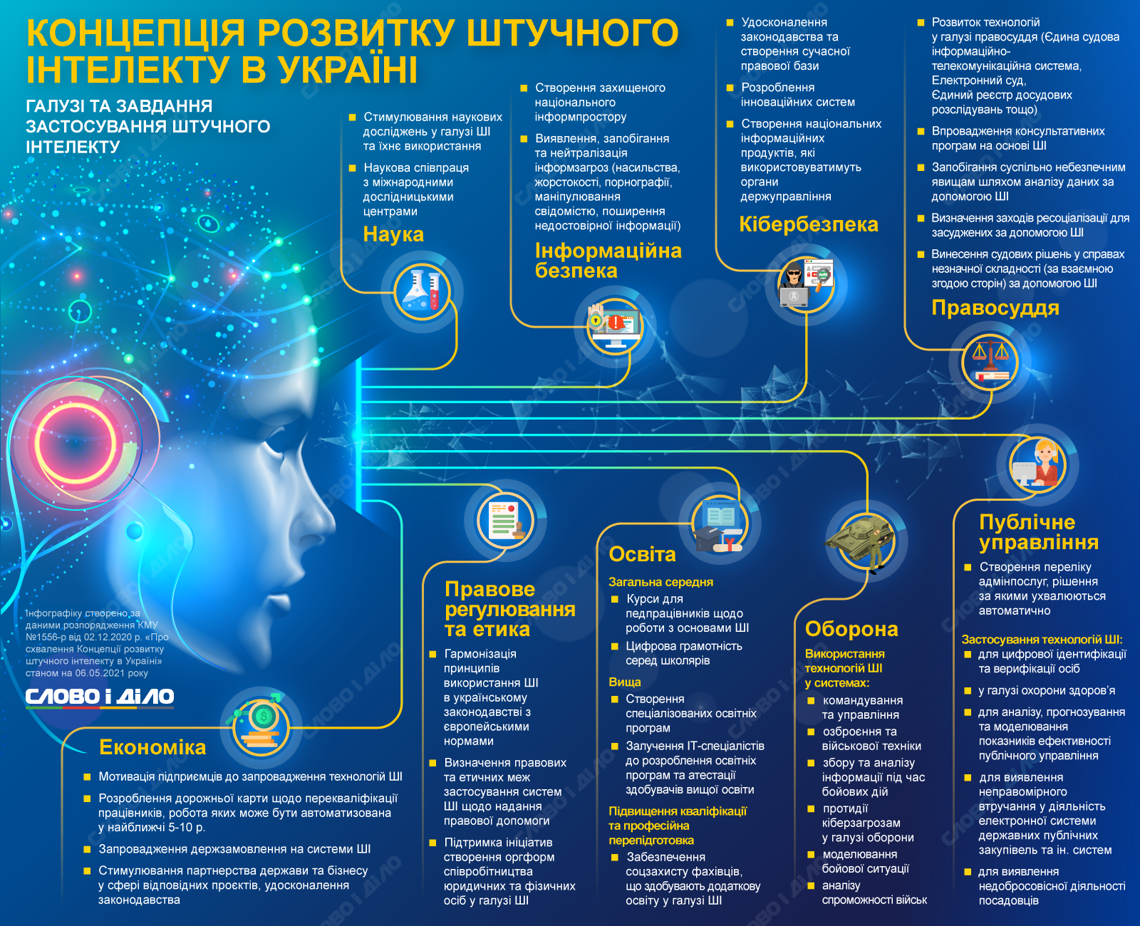 КОНЦЕПЦІЯ РОЗВИТКУ ШТУЧНОГО
ІНТЕЛЕКТУ В УКРАЇНІ
ГАЛУЗІ ТА ЗАВДАННЯ
ЗАСТОСУВАННЯ ШТУЧНОГО
ІНТЕЛЕКТУ
Стимулювання наукових
досліджень у галузі ШІ
та їхнє використання
Наукова співпраця
з міжнародними
дослідницькими
центрами
Наука
Створення захищеного
національного
інформпростору
Виявлення, запобігання
та нейтралізація
інформзагроз (насильства,
жорстокості, порнографії,
маніпулювання
свідомістю, поширення
недостовірної інформації)
Інформаційна
безпека
Удосконалення
законодавства та
створення сучасної
правової бази
Розроблення
інноваційних систем
Створення національних
інформаційних
продуктів, які
використовуватимуть
органи
держуправління
Кібербезпека
Розвиток технологій
у галузі правосуддя (Єдина судова
інформаційно-
телекомунікаційна система,
Електронний суд,
Єдиний реєстр досудових
розслідувань тощо)
Впровадження консультативних
програм на основі ШІ
Запобігання суспільно небезпечним
явищам шляхом аналізу даних за
допомогою ШІ
Визначення заходів ресоціалізації для
засуджених за допомогою ШІ
Винесення судових рішень у справах
незначної складності (за взаємною
згодою сторін) за допомогою ШІ
Правосуддя
Інфографіку створено за
даними розпорядження КМУ
№1556-р від 02.12.2020 р. «Про
схвалення Концепції розвитку
штучного інтелекту в Україні»
станом на 06.05.2021 року
СЛОВО і ДІЛО
Економіка
Мотивація підприємців до запровадження технологій ШІ
Розроблення дорожньої карти щодо перекваліфікації
працівників, робота яких може бути автоматизована
у найближчі 5-10 р.
Запровадження держзамовлення на системи ШІ
Стимулювання партнерства держави та бізнесу
у сфері відповідних проєктів, удосконалення
законодавства
Правове
регулювання
та етика
Гармонізація
принципів
використання ШІ
в українському
законодавстві з
європейськими
нормами
Визначення правових
та етичних меж
застосування систем
ШІ щодо надання
правової допомоги
Підтримка ініціатив
створення оргформ
співробітництва
юридичних та фізичних
осіб у галузі ШІ
Освіта
Загальна середня
Курси для
педпрацівників щодо
роботи з основами ШІ
Цифрова грамотність
серед школярів
Вища
Створення
спеціалізованих освітніх
програм
Залучення ІТ-спеціалістів
до розроблення освітніх
програм та атестації
здобувачів вищої освіти
Підвищення кваліфікації
та професійна
перепідготовка
Забезпечення
соцзахисту фахівців,
що здобувають додаткову
освіту у галузі ШІ
Оборона
Використання
технологій ШІ
у системах:
командування
та управління
озброєння та
військової техніки
збору та аналізу
інформації під час
бойових дій
протидії
кіберзагрозам
у галузі оборони
моделювання
бойової ситуації
аналізу
спроможності військ
Публічне
управління
Створення переліку
адмінпослуг, рішення
за якими ухвалюються
автоматично
Застосування технологій ШІ:
для цифрової ідентифікації
та верифікації осіб
у галузі охорони здоров'я
для аналізу, прогнозування
та моделювання
показників ефективності
публічного управління
для виявлення
неправомірного
втручання у діяльність
електронної системи
державних публічних
закупівель та ін. систем
для виявлення
недобросовісної діяльності
посадовців